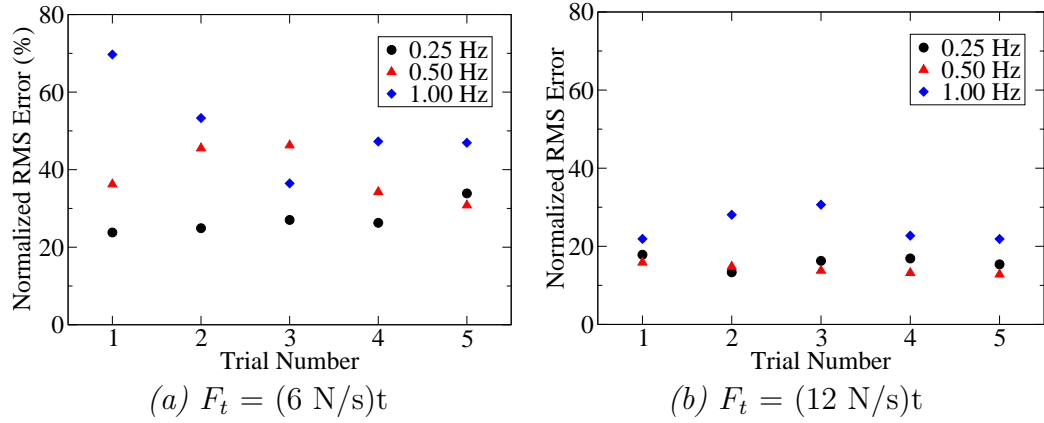 Normalized RMS Error (%)
80
60
40
20
0
0.25 Hz
0.50 Hz
1.00 Hz
1 2 3 4 5
Trial Number
(a) F_t = (6 N/s)t
Normalized RMS Error
80
60
40
20
0
0.25 Hz
0.50 Hz
1.00 Hz
1 2 3 4 5
Trial Number
(b) F_t = (12 N/s)t